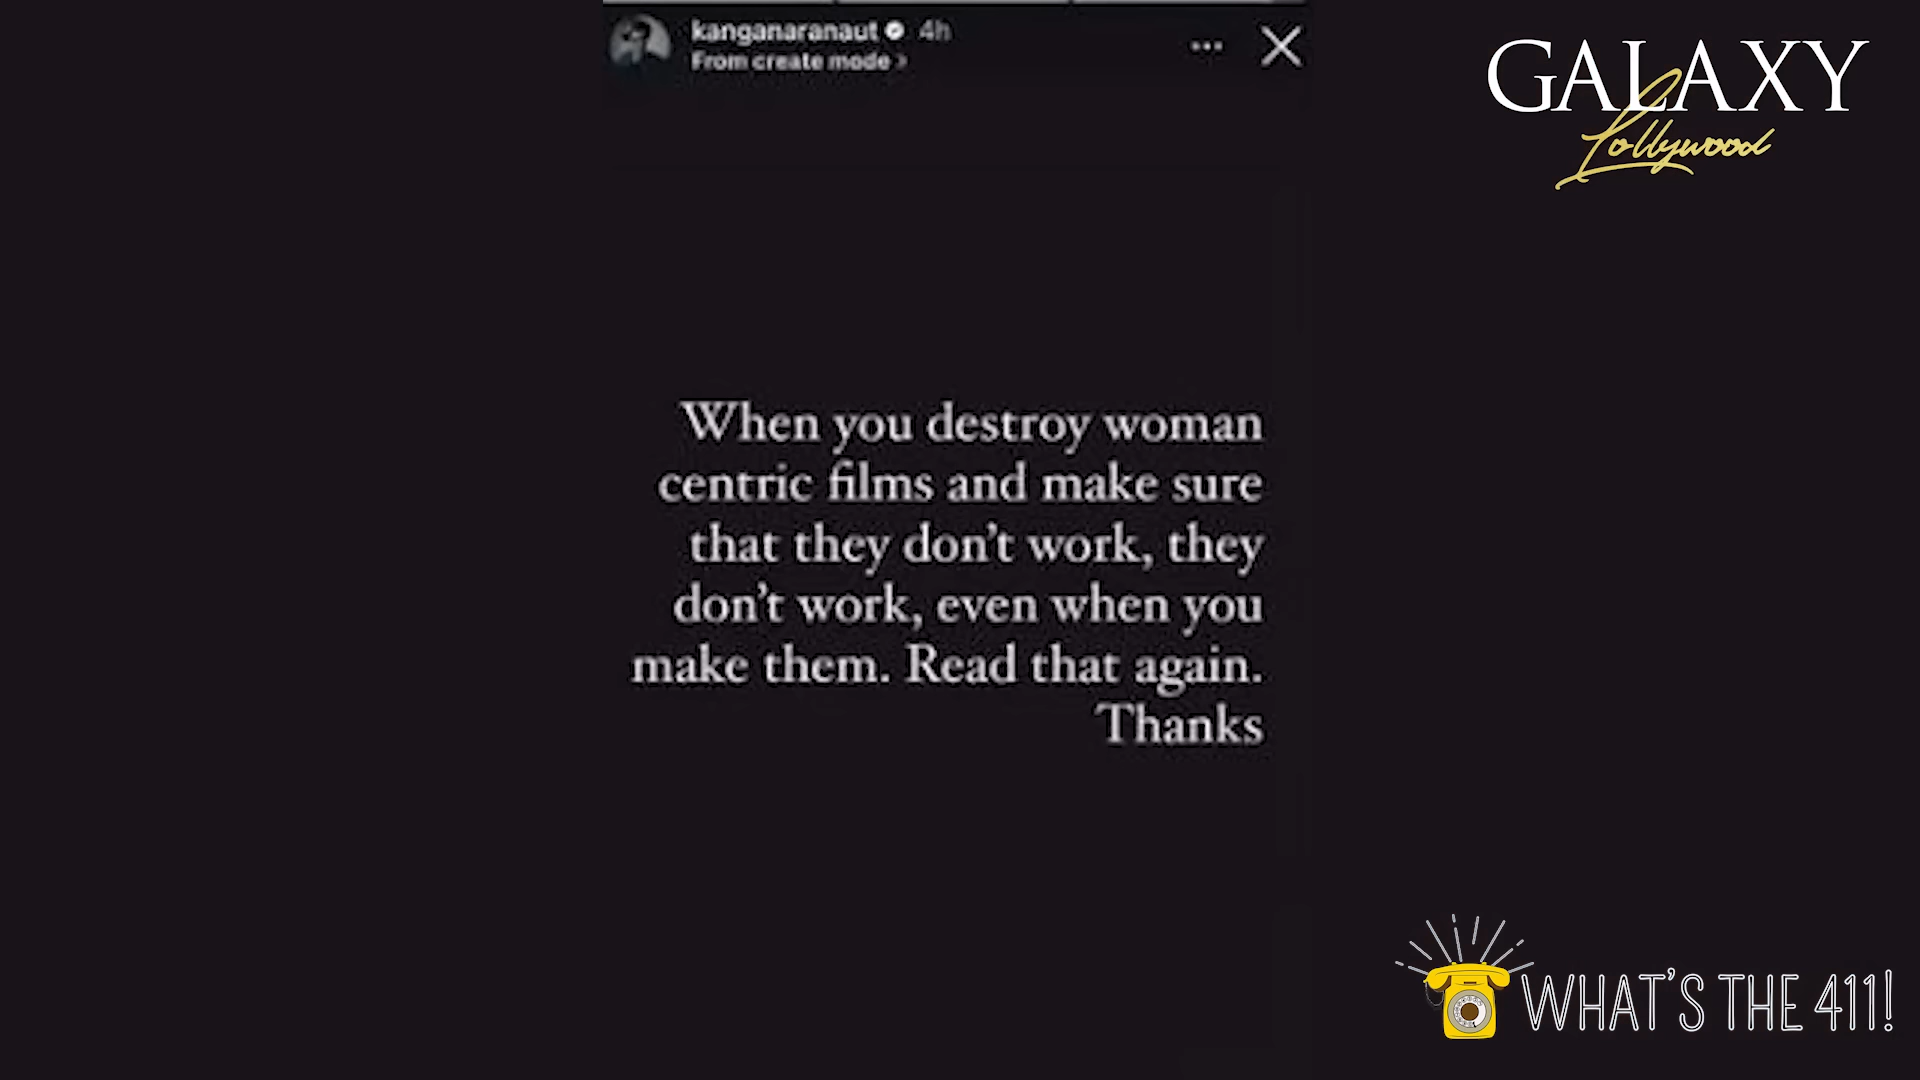 kanganaranaut 4h
From create mode >
GALAXY
Lollywood
When you destroy woman
centric films and make sure
that they don't work, they
don't work, even when you
make them. Read that again.
Thanks
WHAT'S THE 411!